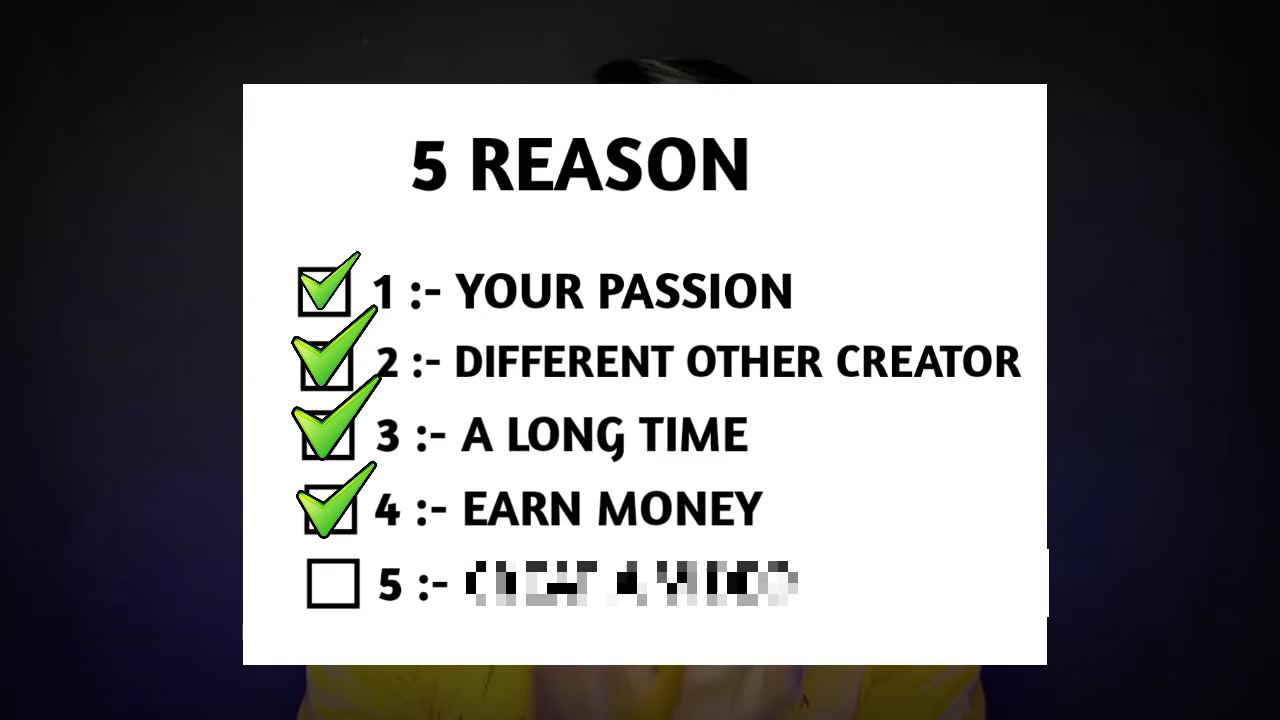 5 REASON
1 :- YOUR PASSION
2 :- DIFFERENT OTHER CREATOR
3 :- A LONG TIME
4 :- EARN MONEY
5 :-